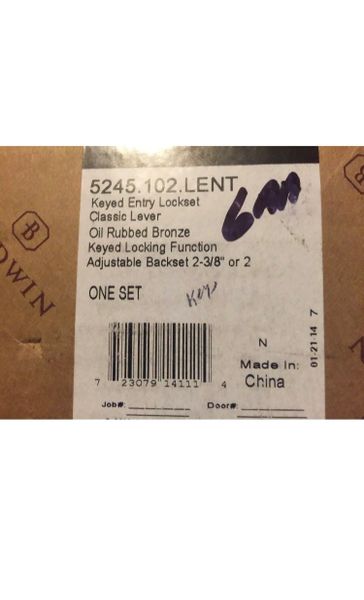 5245.102.LENT
Keyed Entry Lockset
Classic Lever
Oil Rubbed Bronze
Keyed Locking Function
Adjustable Backset 2-3/8" or 2
ONE SET
Key
N
Made In:
China
01-21-14 7
7 23079 14111 4
Job#:
Door#:
B
DWIN